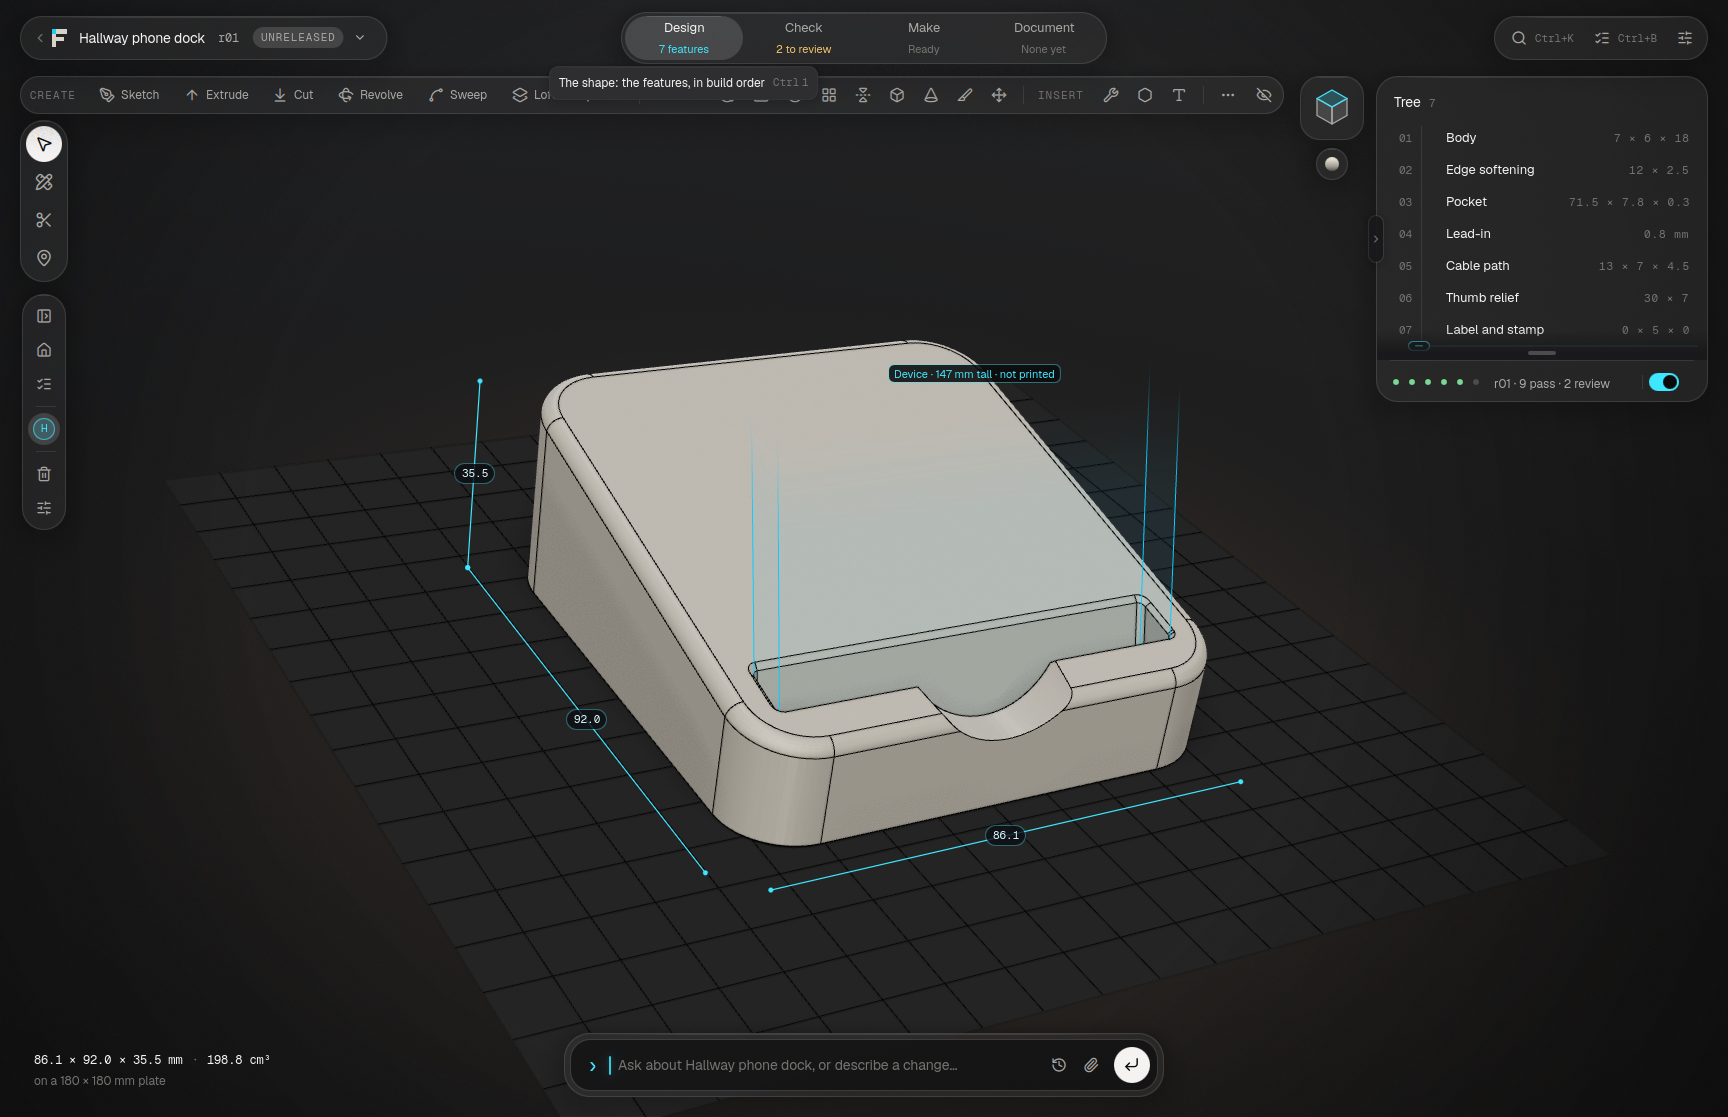 Hallway phone dock r01 UNRELEASED
Design
7 features
Check
2 to review
Make
Ready
Document
None yet
Ctrl+K Ctrl+B
The shape: the features, in build order Ctrl 1
CREATE Sketch Extrude Cut Revolve Sweep
INSERT
Tree 7
01 Body 7 × 6 × 18
02 Edge softening 12 × 2.5
03 Pocket 71.5 × 7.8 × 0.3
04 Lead-in 0.8 mm
05 Cable path 13 × 7 × 4.5
06 Thumb relief 30 × 7
07 Label and stamp 0 × 5 × 0
r01 · 9 pass · 2 review
H
Device · 147 mm tall · not printed
35.5
92.0
86.1
86.1 × 92.0 × 35.5 mm · 198.8 cm³
on a 180 × 180 mm plate
Ask about Hallway phone dock, or describe a change…